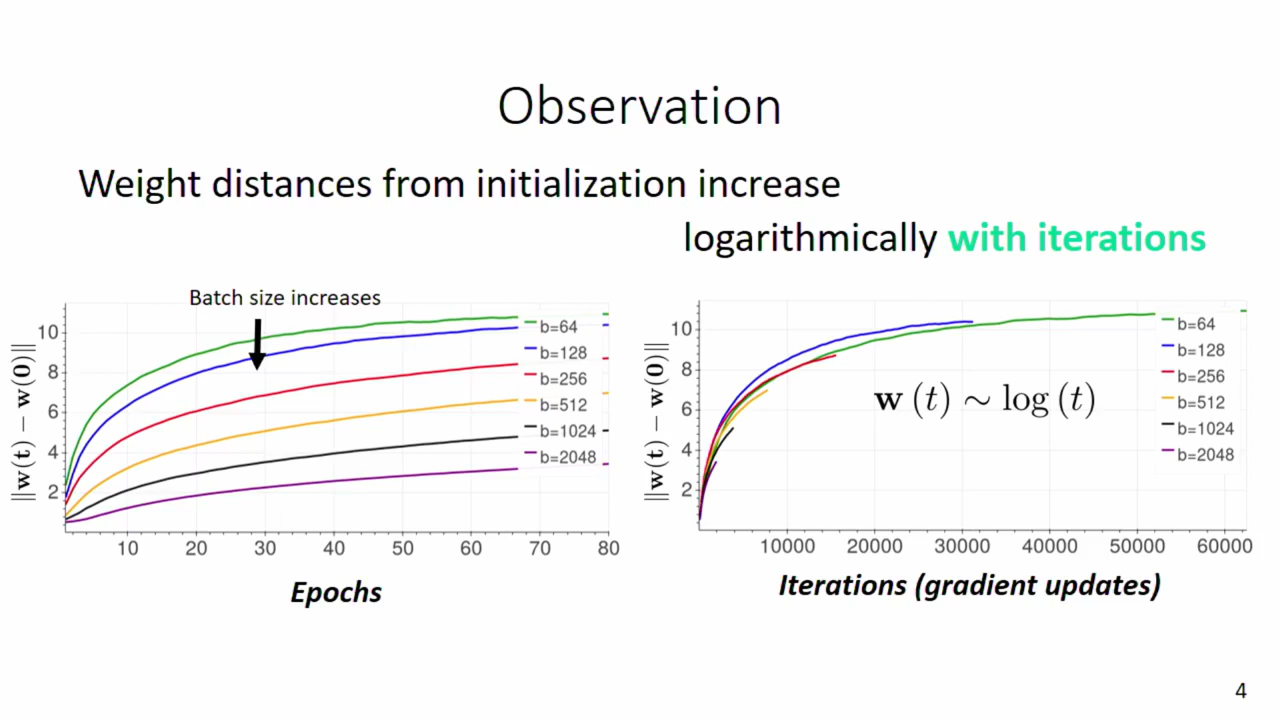 Observation
Weight distances from initialization increase
logarithmically with iterations
Batch size increases
‖w(t) − w(0)‖
10
8
6
4
2
10 20 30 40 50 60 70 80
b=64
b=128
b=256
b=512
b=1024
b=2048
Epochs
‖w(t) − w(0)‖
10
8
6
4
2
10000 20000 30000 40000 50000 60000
b=64
b=128
b=256
b=512
b=1024
b=2048
w (t) ∼ log (t)
Iterations (gradient updates)
4